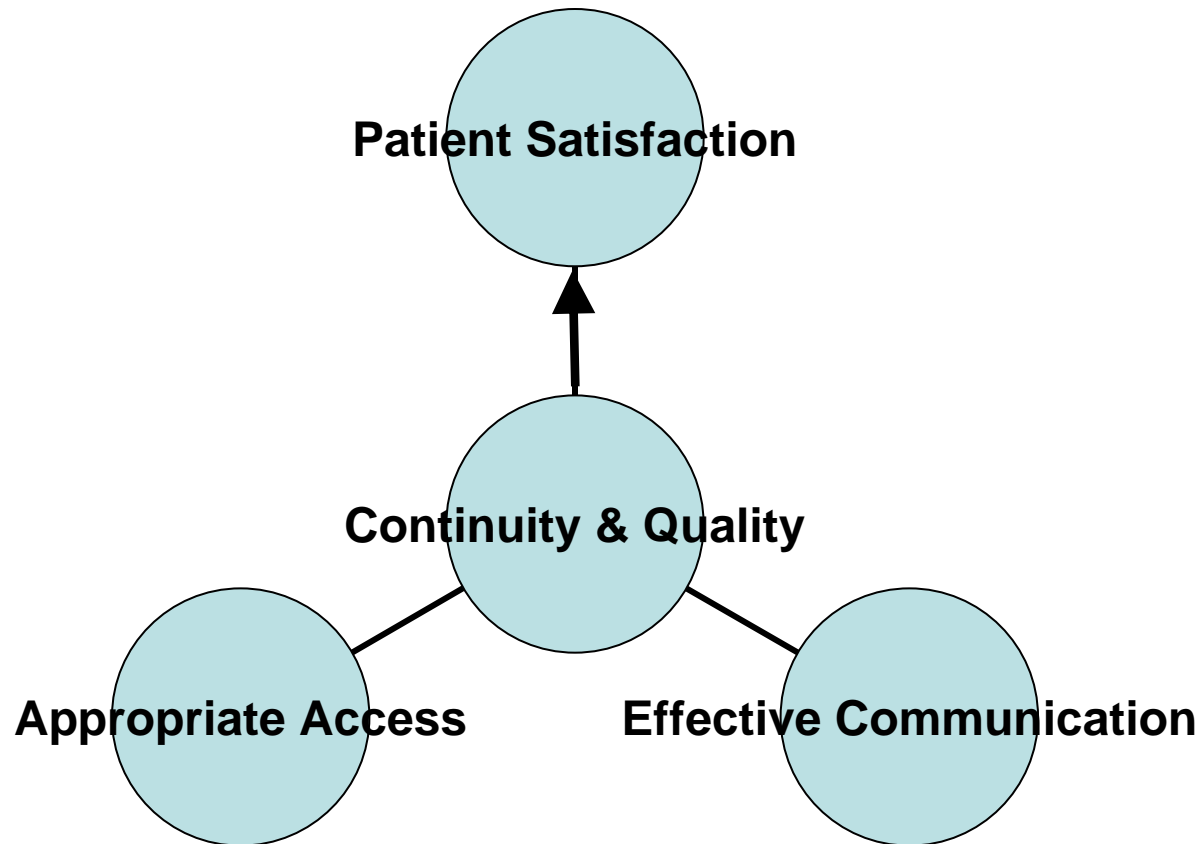 Patient Satisfaction
Continuity & Quality
Appropriate Access
Effective Communication